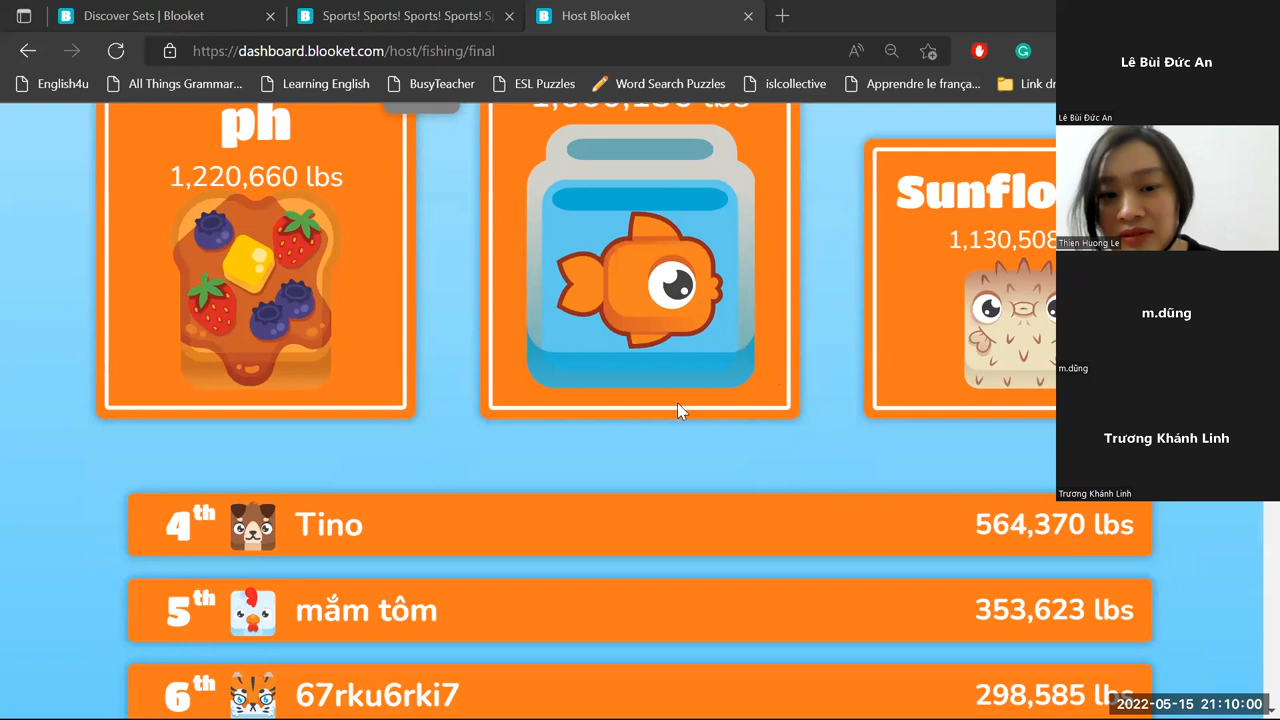 Discover Sets | Blooket
Sports! Sports! Sports! Sports! S
Host Blooket
https://dashboard.blooket.com/host/fishing/final
English4u
All Things Grammar...
Learning English
BusyTeacher
ESL Puzzles
Word Search Puzzles
islcollective
Apprendre le frança...
Link dr
Lê Bùi Đức An
Lê Bùi Đức An
Thien Huong Le
m.dũng
m.dũng
Trương Khánh Linh
Trương Khánh Linh
ph
1,220,660 lbs
Sunflo
1,130,508
4th Tino 564,370 lbs
5th mắm tôm 353,623 lbs
6th 67rku6rki7 298,585 lbs
2022-05-15 21:10:00